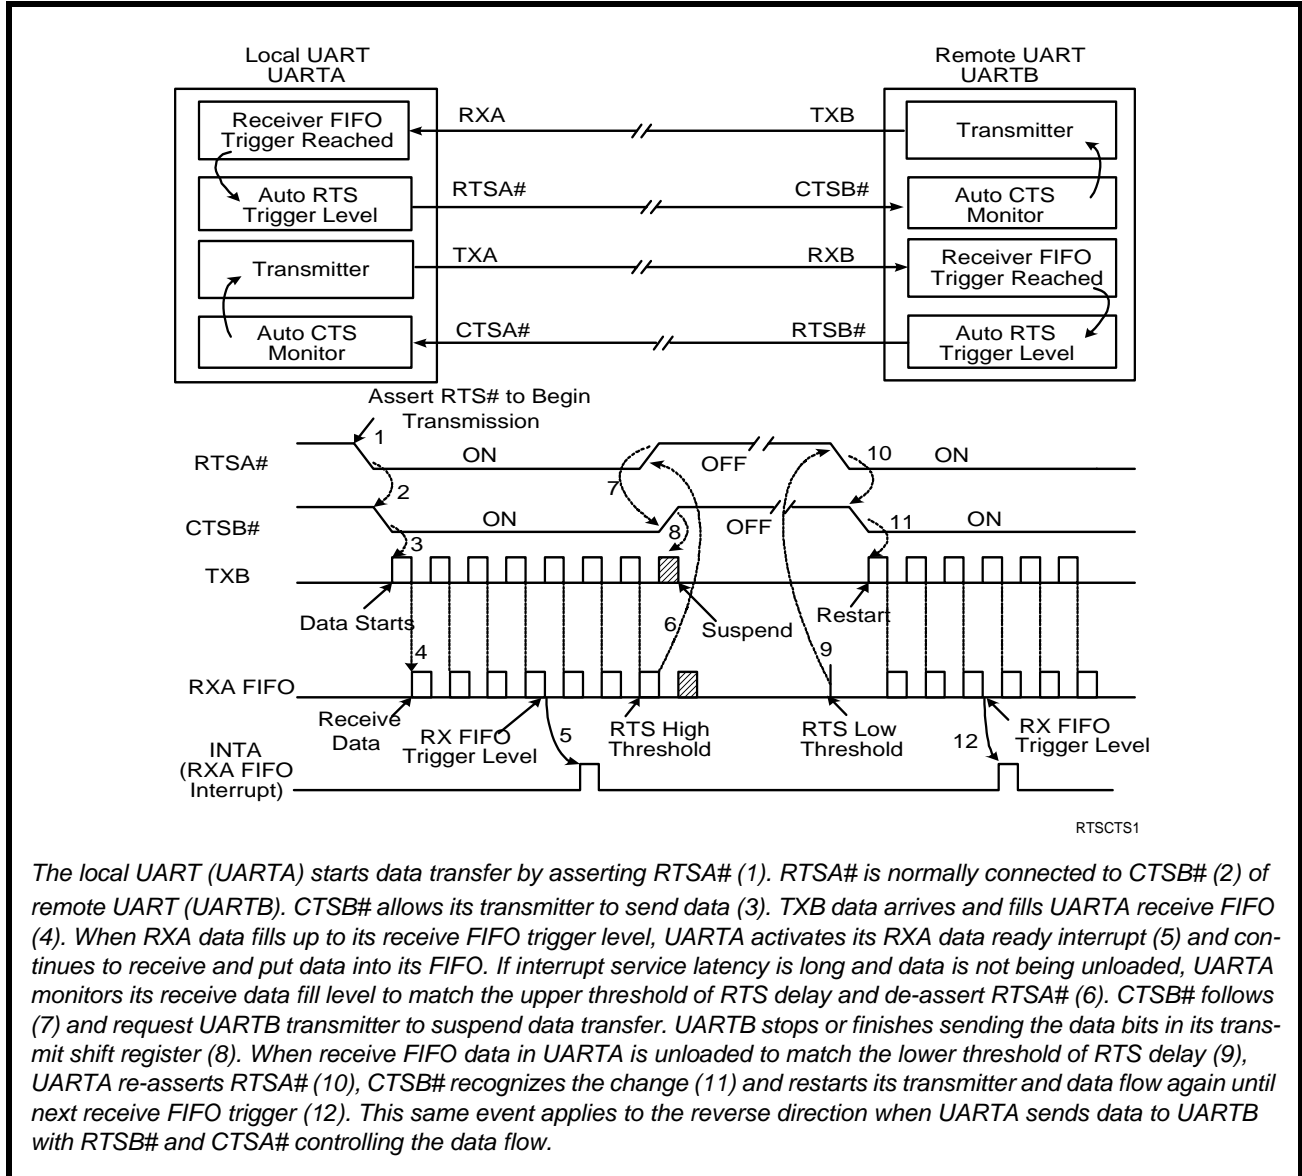 Local UART
UARTA
Remote UART
UARTB
Receiver FIFO
Trigger Reached
RXA
TXB
Transmitter
Auto RTS
Trigger Level
RTSA#
CTSB#
Auto CTS
Monitor
Transmitter
TXA
RXB
Receiver FIFO
Trigger Reached
Auto CTS
Monitor
CTSA#
RTSB#
Auto RTS
Trigger Level
Assert RTS# to Begin
Transmission
1
RTSA#
ON
OFF
10
ON
2
7
CTSB#
ON
OFF
11
ON
3
8
TXB
Data Starts
6
Suspend
Restart
4
9
RXA FIFO
Receive
Data
RX FIFO
Trigger Level
5
RTS High
Threshold
RTS Low
Threshold
12
RX FIFO
Trigger Level
INTA
(RXA FIFO
Interrupt)
RTSCTS1
The local UART (UARTA) starts data transfer by asserting RTSA# (1). RTSA# is normally connected to CTSB# (2) of
remote UART (UARTB). CTSB# allows its transmitter to send data (3). TXB data arrives and fills UARTA receive FIFO
(4). When RXA data fills up to its receive FIFO trigger level, UARTA activates its RXA data ready interrupt (5) and con-
tinues to receive and put data into its FIFO. If interrupt service latency is long and data is not being unloaded, UARTA
monitors its receive data fill level to match the upper threshold of RTS delay and de-assert RTSA# (6). CTSB# follows
(7) and request UARTB transmitter to suspend data transfer. UARTB stops or finishes sending the data bits in its trans-
mit shift register (8). When receive FIFO data in UARTA is unloaded to match the lower threshold of RTS delay (9),
UARTA re-asserts RTSA# (10), CTSB# recognizes the change (11) and restarts its transmitter and data flow again until
next receive FIFO trigger (12). This same event applies to the reverse direction when UARTA sends data to UARTB
with RTSB# and CTSA# controlling the data flow.